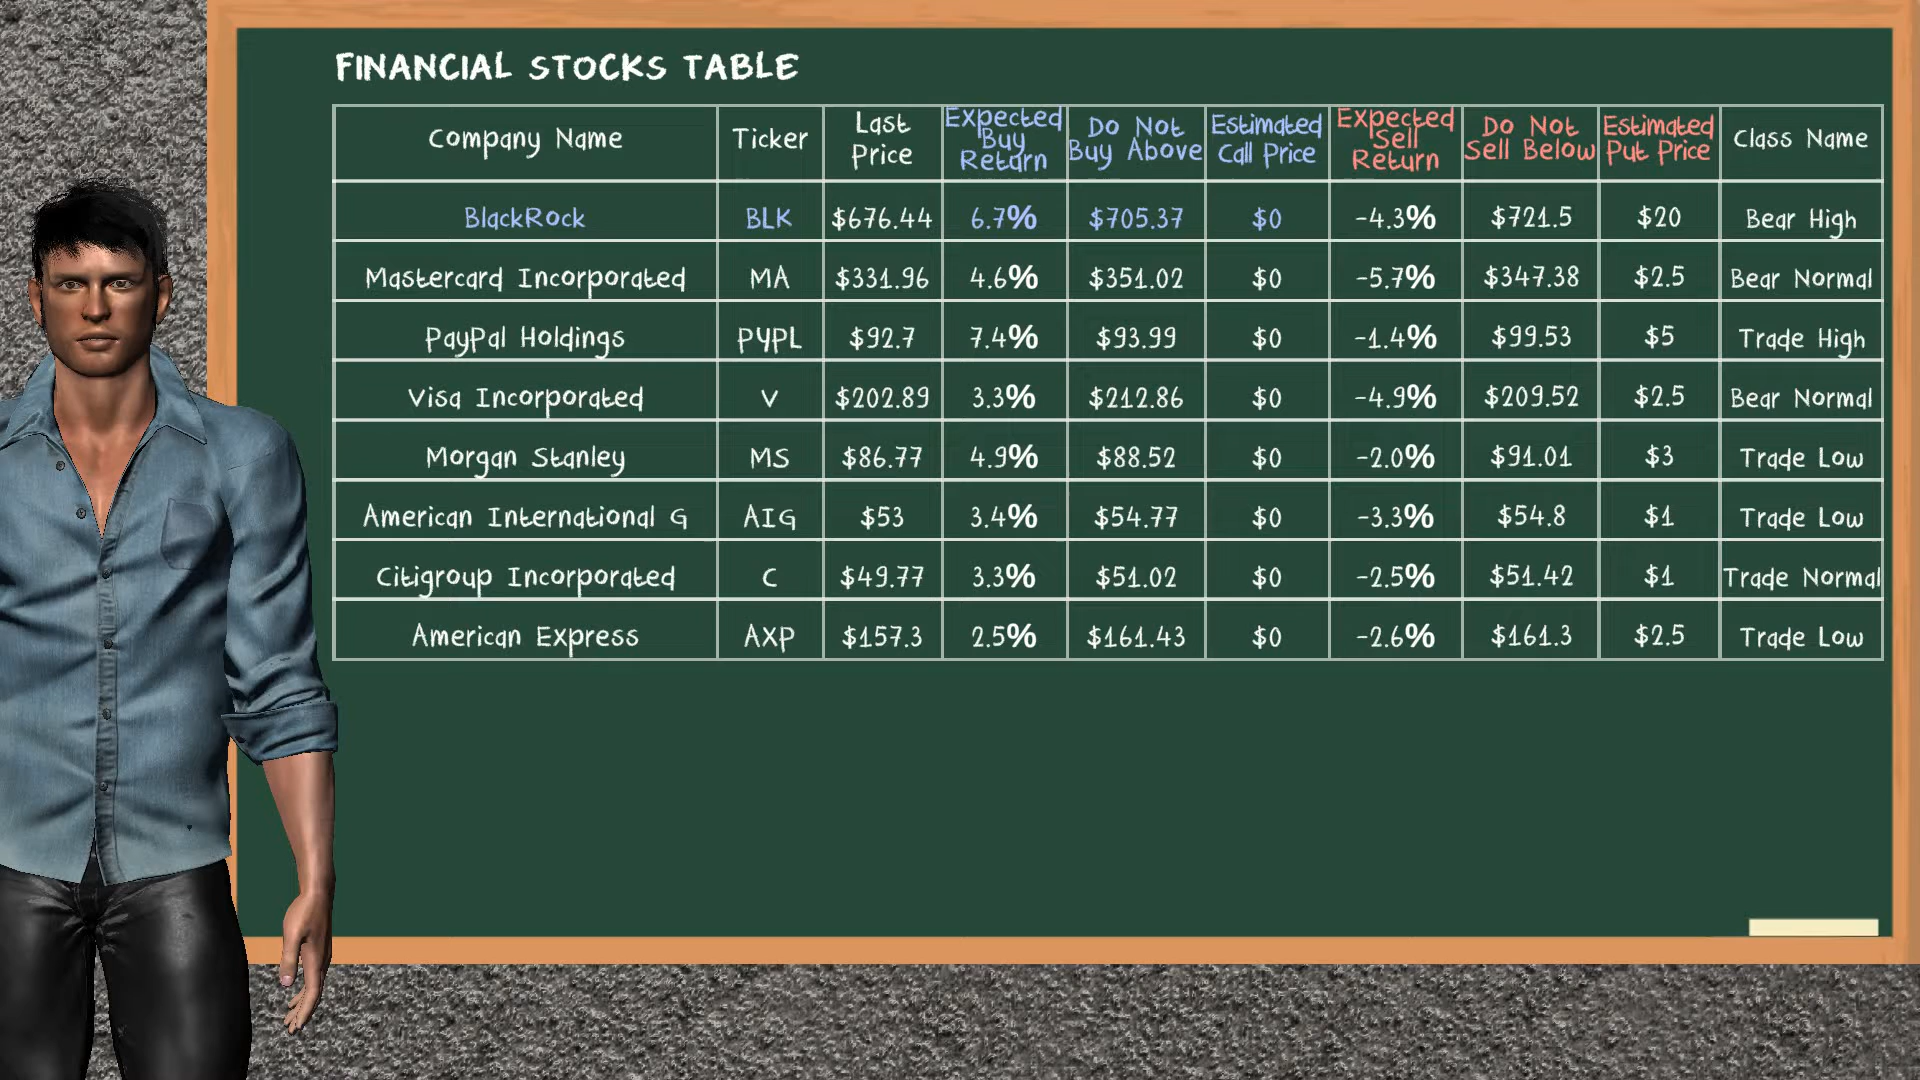 FINANCIAL STOCKS TABLE
Company Name Ticker Last Price Expected Buy Return Do Not Buy Above Estimated Call Price Expected Sell Return Do Not Sell Below Estimated Put Price Class Name
BlackRock BLK $676.44 6.7% $705.37 $0 -4.3% $721.5 $20 Bear High
Mastercard Incorporated MA $331.96 4.6% $351.02 $0 -5.7% $347.38 $2.5 Bear Normal
PayPal Holdings PYPL $92.7 7.4% $93.99 $0 -1.4% $99.53 $5 Trade High
Visa Incorporated V $202.89 3.3% $212.86 $0 -4.9% $209.52 $2.5 Bear Normal
Morgan Stanley MS $86.77 4.9% $88.52 $0 -2.0% $91.01 $3 Trade Low
American International G AIG $53 3.4% $54.77 $0 -3.3% $54.8 $1 Trade Low
Citigroup Incorporated C $49.77 3.3% $51.02 $0 -2.5% $51.42 $1 Trade Normal
American Express AXP $157.3 2.5% $161.43 $0 -2.6% $161.3 $2.5 Trade Low